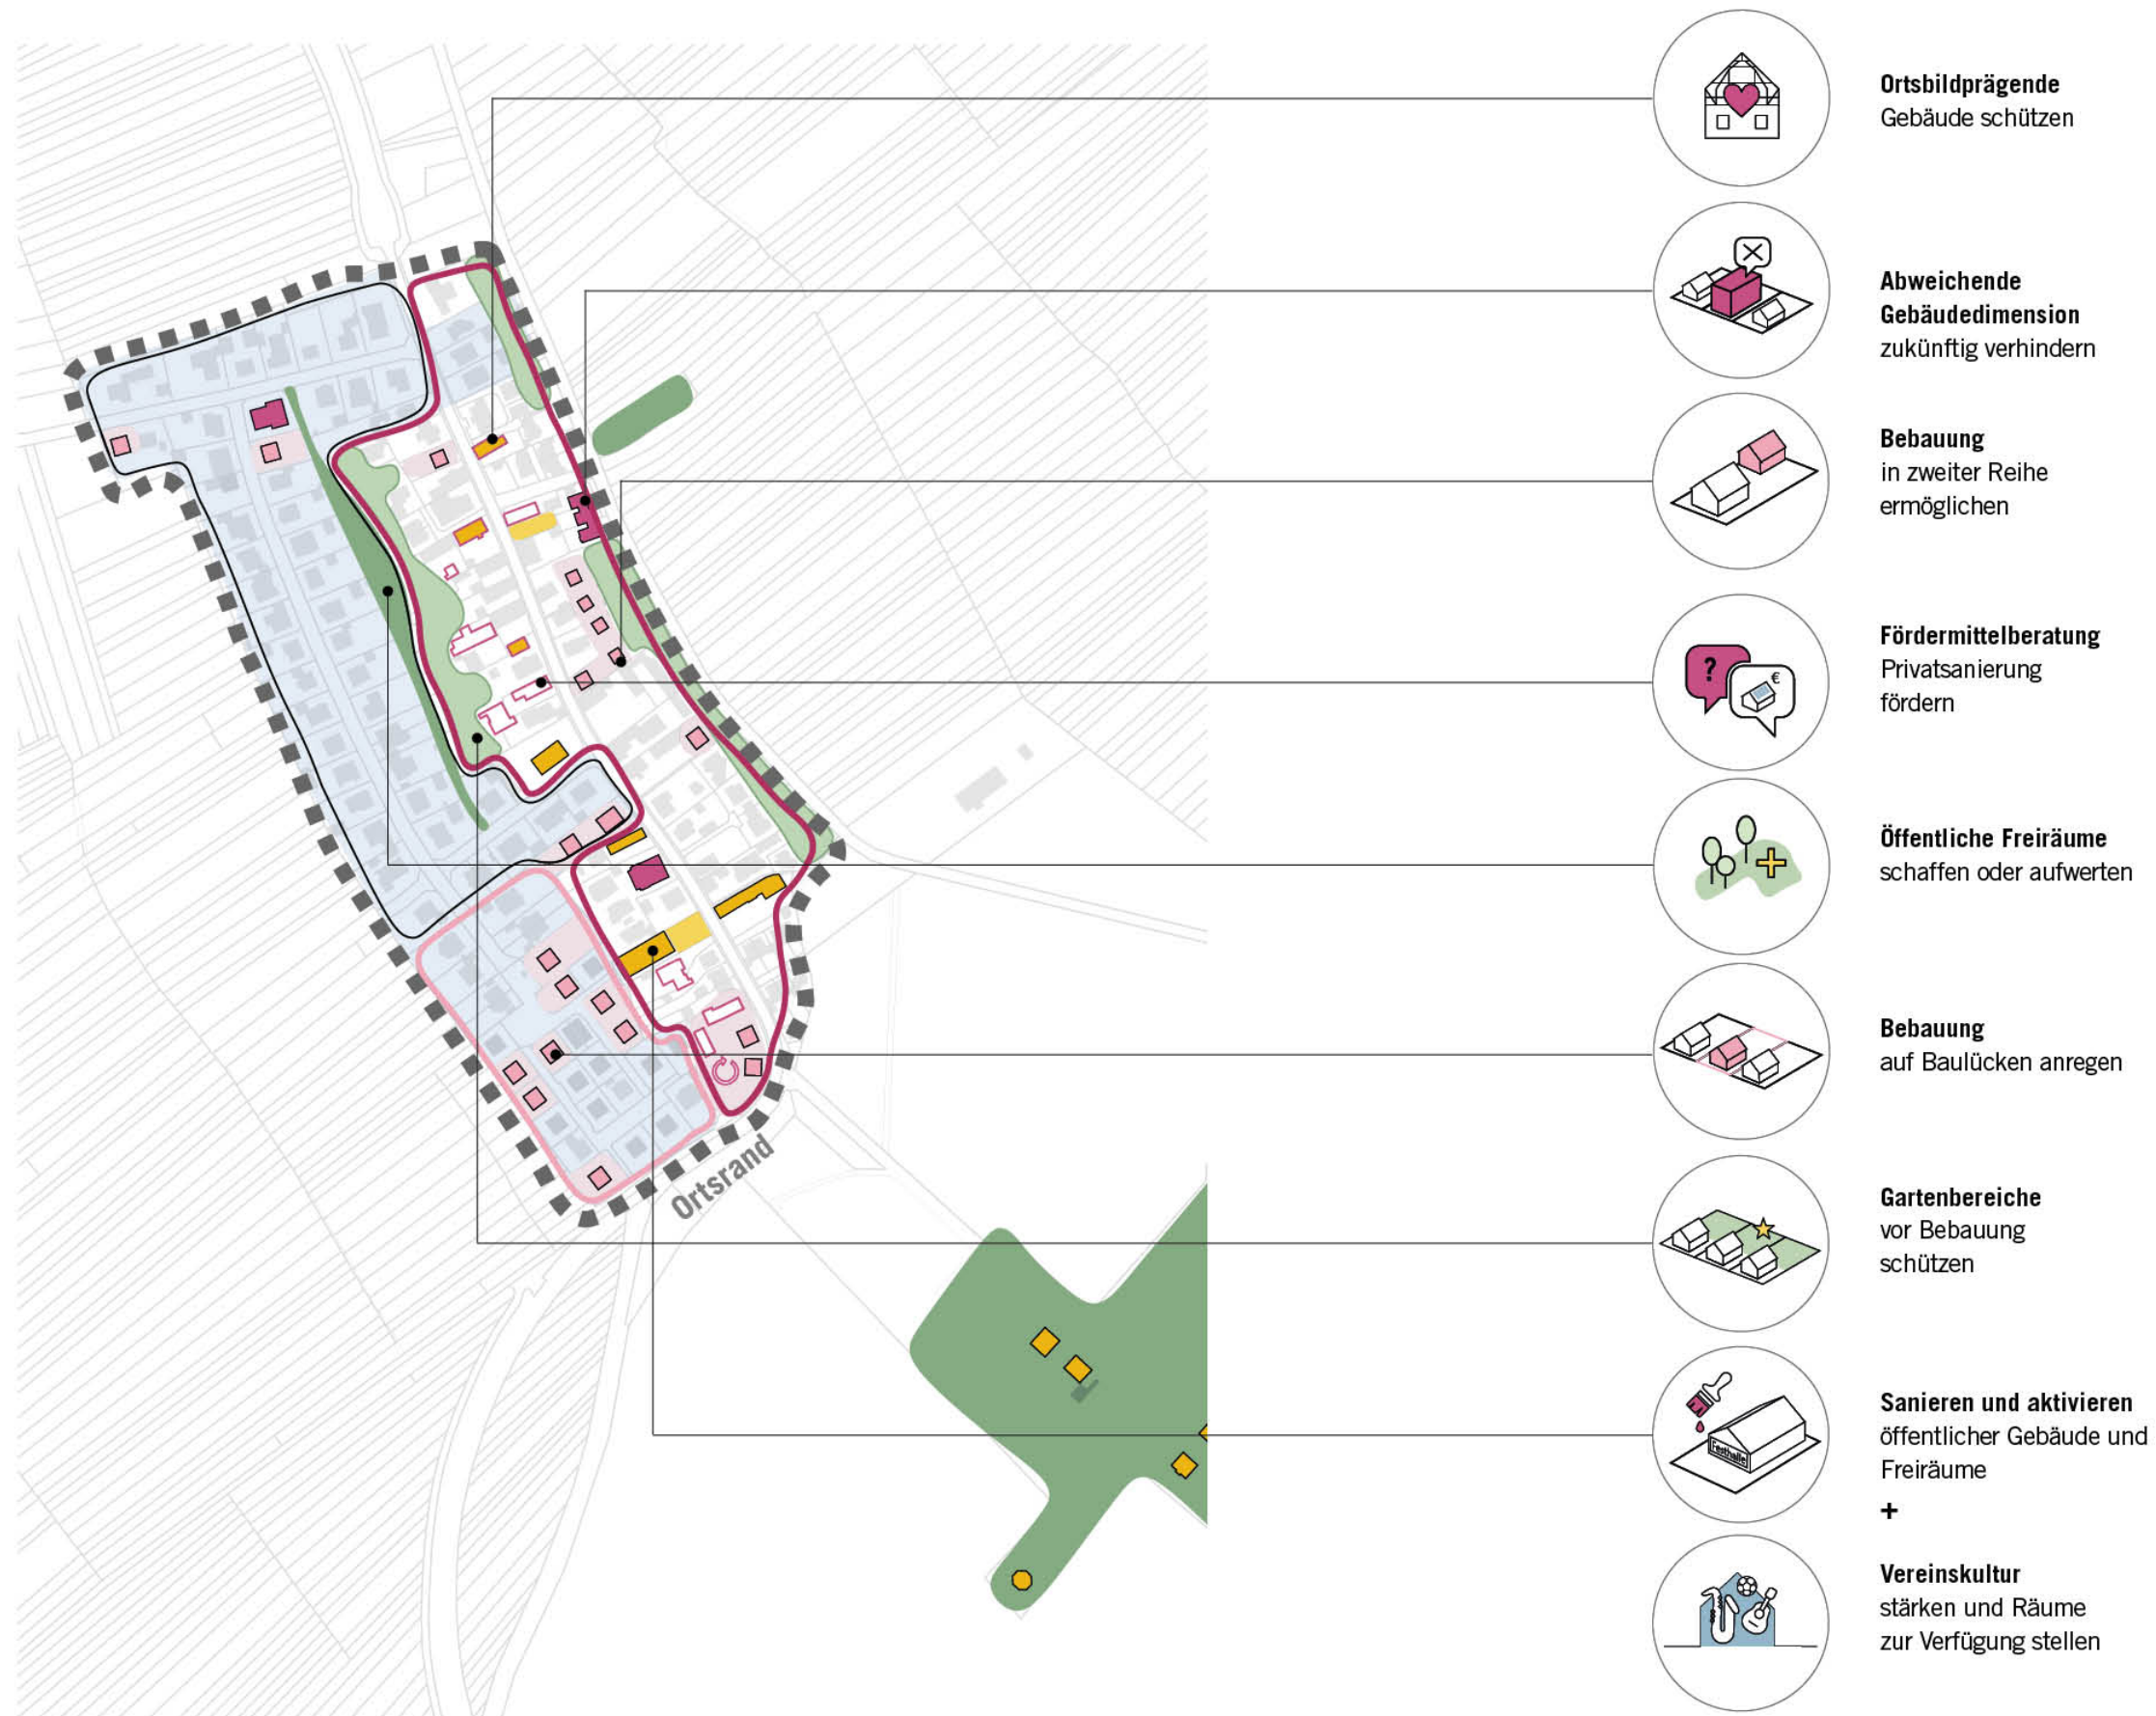 Ortsbildprägende
Gebäude schützen
Abweichende
Gebäudedimension
zukünftig verhindern
Bebauung
in zweiter Reihe
ermöglichen
?
€
Fördermittelberatung
Privatsanierung
fördern
Öffentliche Freiräume
schaffen oder aufwerten
Bebauung
auf Baulücken anregen
Ortsrand
Gartenbereiche
vor Bebauung
schützen
Festhalle
Sanieren und aktivieren
öffentlicher Gebäude und
Freiräume
+
Vereinskultur
stärken und Räume
zur Verfügung stellen